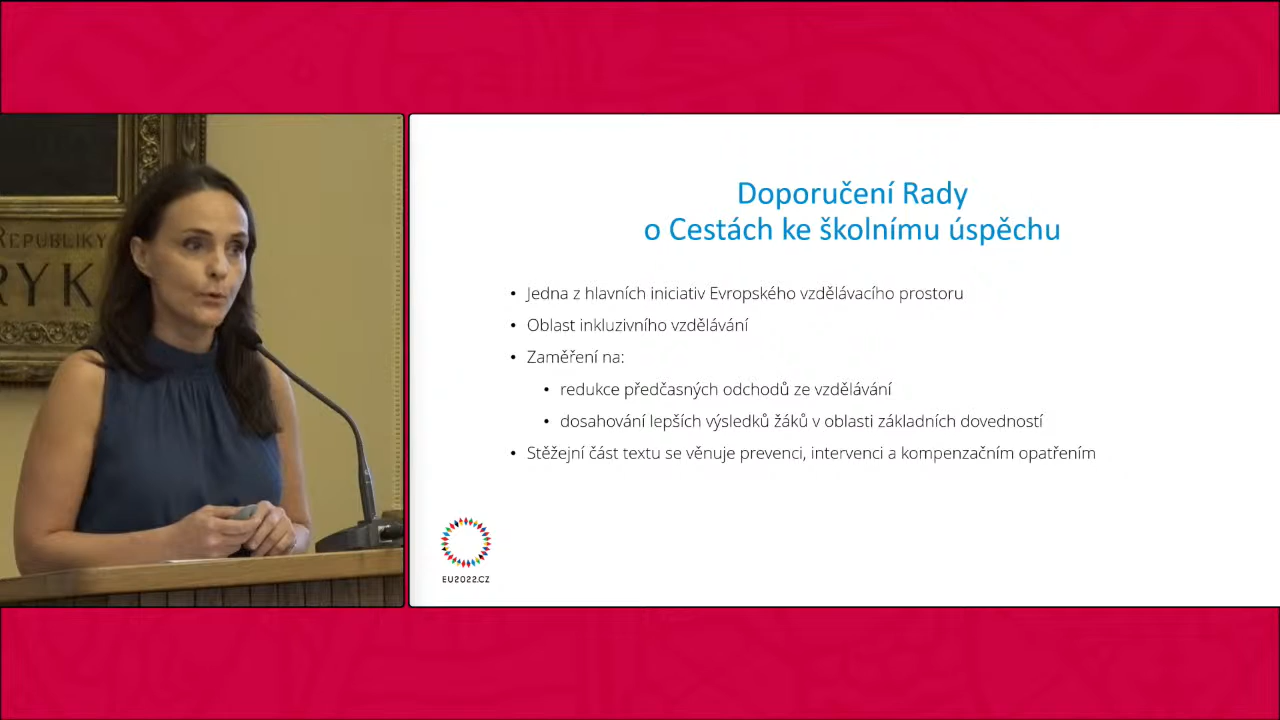 REPUBLIKY
RYK
Doporučení Rady
o Cestách ke školnímu úspěchu
• Jedna z hlavních iniciativ Evropského vzdělávacího prostoru
• Oblast inkluzivního vzdělávání
• Zaměření na:
• redukce předčasných odchodů ze vzdělávání
• dosahování lepších výsledků žáků v oblasti základních dovedností
• Stěžejní část textu se věnuje prevenci, intervenci a kompenzačním opatřením
EU2022.CZ